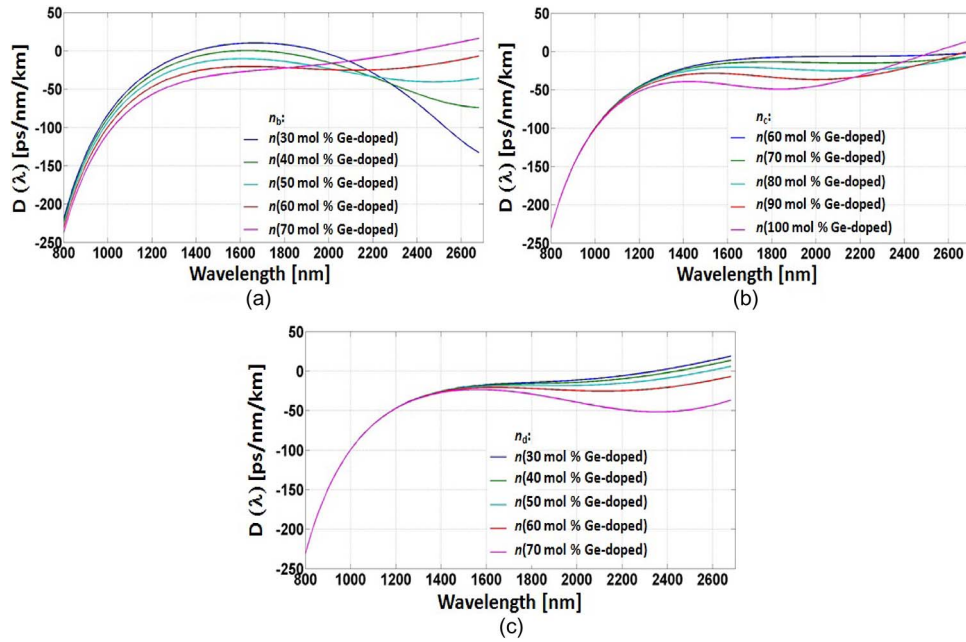 (a)
50
0
-50
-100
-150
-200
-250
D (λ) [ps/nm/km]
n_b:
n(30 mol % Ge-doped)
n(40 mol % Ge-doped)
n(50 mol % Ge-doped)
n(60 mol % Ge-doped)
n(70 mol % Ge-doped)
800 1000 1200 1400 1600 1800 2000 2200 2400 2600
Wavelength [nm]
(a)
50
0
-50
-100
-150
-200
-250
D (λ) [ps/nm/km]
n_c:
n(60 mol % Ge-doped)
n(70 mol % Ge-doped)
n(80 mol % Ge-doped)
n(90 mol % Ge-doped)
n(100 mol % Ge-doped)
800 1000 1200 1400 1600 1800 2000 2200 2400 2600
Wavelength [nm]
(b)
50
0
-50
-100
-150
-200
-250
D (λ) [ps/nm/km]
n_d:
n(30 mol % Ge-doped)
n(40 mol % Ge-doped)
n(50 mol % Ge-doped)
n(60 mol % Ge-doped)
n(70 mol % Ge-doped)
800 1000 1200 1400 1600 1800 2000 2200 2400 2600
Wavelength [nm]
(c)